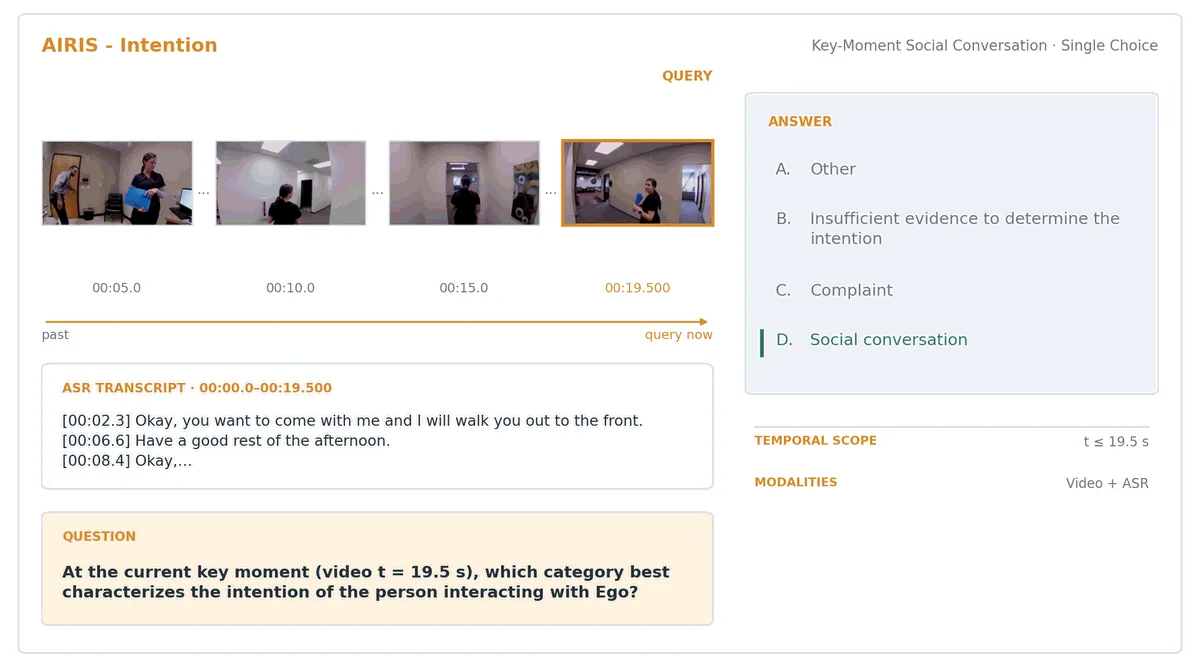 AIRIS - Intention
Key-Moment Social Conversation · Single Choice
QUERY
...
...
...
00:05.0
00:10.0
00:15.0
00:19.500
past
query now
ASR TRANSCRIPT · 00:00.0–00:19.500
[00:02.3] Okay, you want to come with me and I will walk you out to the front.
[00:06.6] Have a good rest of the afternoon.
[00:08.4] Okay,...
QUESTION
At the current key moment (video t = 19.5 s), which category best
characterizes the intention of the person interacting with Ego?
ANSWER
A. Other
B. Insufficient evidence to determine the
intention
C. Complaint
D. Social conversation
TEMPORAL SCOPE
t ≤ 19.5 s
MODALITIES
Video + ASR